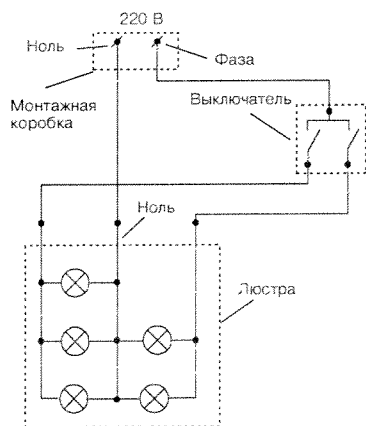 220 В
Ноль
Фаза
Монтажная
коробка
Выключатель
Ноль
Люстра